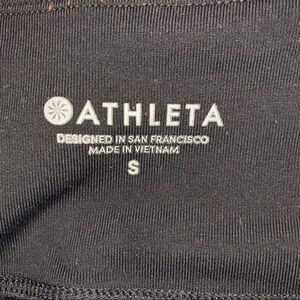 ATHLETA
DESIGNED IN SAN FRANCISCO
MADE IN VIETNAM
S